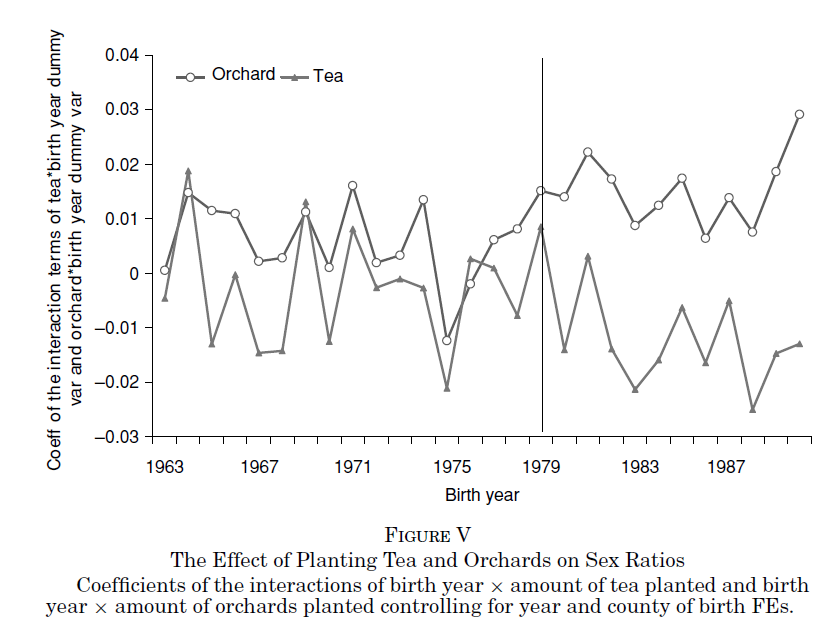 Coeff of the interaction terms of tea*birth year dummy
var and orchard*birth year dummy var
0.04
0.03
0.02
0.01
0
−0.01
−0.02
−0.03
Orchard
Tea
1963 1967 1971 1975 1979 1983 1987
Birth year
FIGURE V
The Effect of Planting Tea and Orchards on Sex Ratios
Coefficients of the interactions of birth year × amount of tea planted and birth
year × amount of orchards planted controlling for year and county of birth FEs.